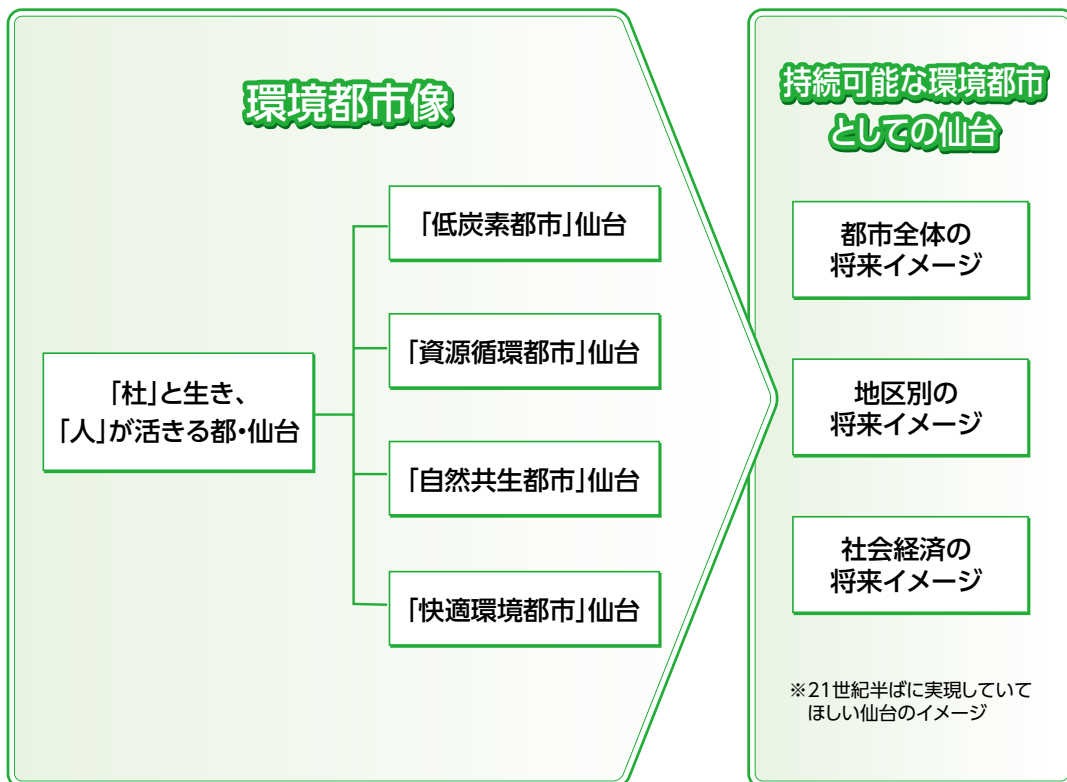 環境都市像
「杜」と生き、
「人」が活きる都・仙台
「低炭素都市」仙台
「資源循環都市」仙台
「自然共生都市」仙台
「快適環境都市」仙台
持続可能な環境都市
としての仙台
都市全体の
将来イメージ
地区別の
将来イメージ
社会経済の
将来イメージ
※21世紀半ばに実現していて
ほしい仙台のイメージ